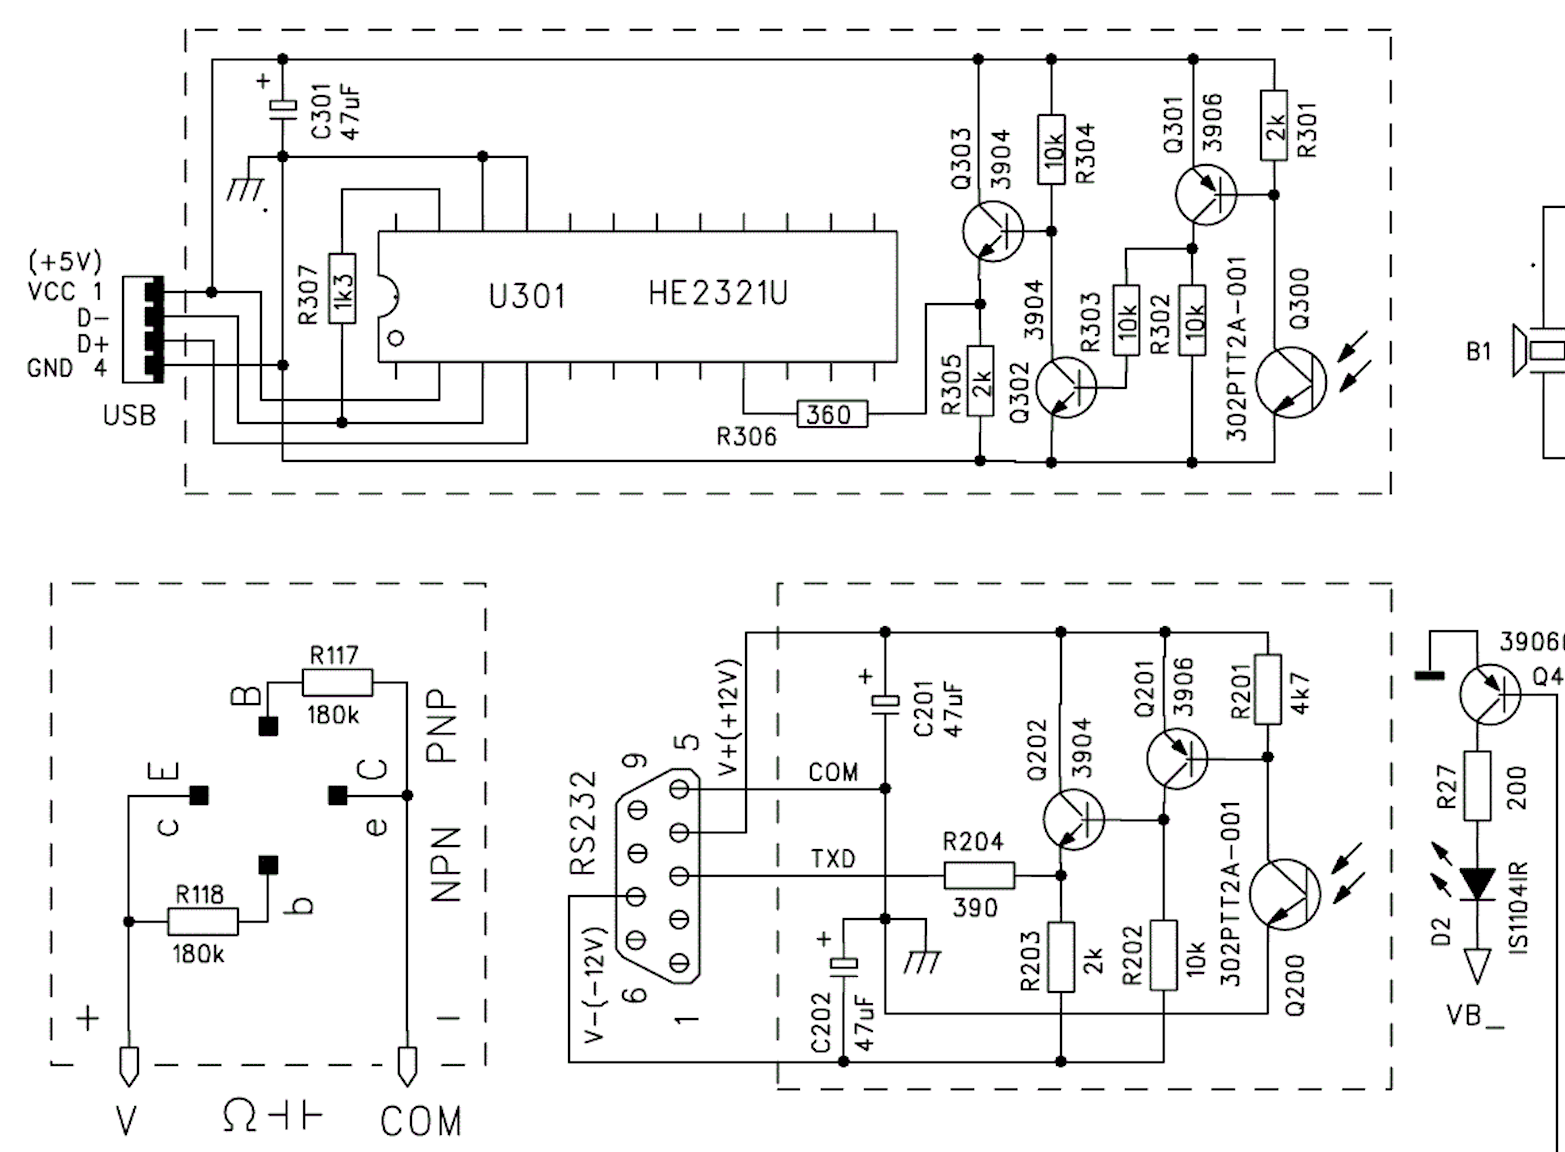 +
C301
47uF
Q303
3904
10k
R304
Q301
3906
2k
R301
(+5V)
VCC 1
D-
D+
GND 4
USB
R307
1k3
U301
HE2321U
R306
360
R305
2k
Q302
3904
R303
10k
R302
10k
302PTT2A-001
Q300
B1
R117
180k
B
PNP
E
C
c
e
NPN
R118
180k
b
+
−
V
Ω
COM
RS232
9
5
6
1
V+(+12V)
V-(-12V)
COM
TXD
+
C201
47uF
R204
390
+
C202
47uF
Q202
3904
Q201
3906
R201
4k7
R203
2k
R202
10k
302PTT2A-001
Q200
3906(
Q4
R27
200
D2
IS1104IR
VB_